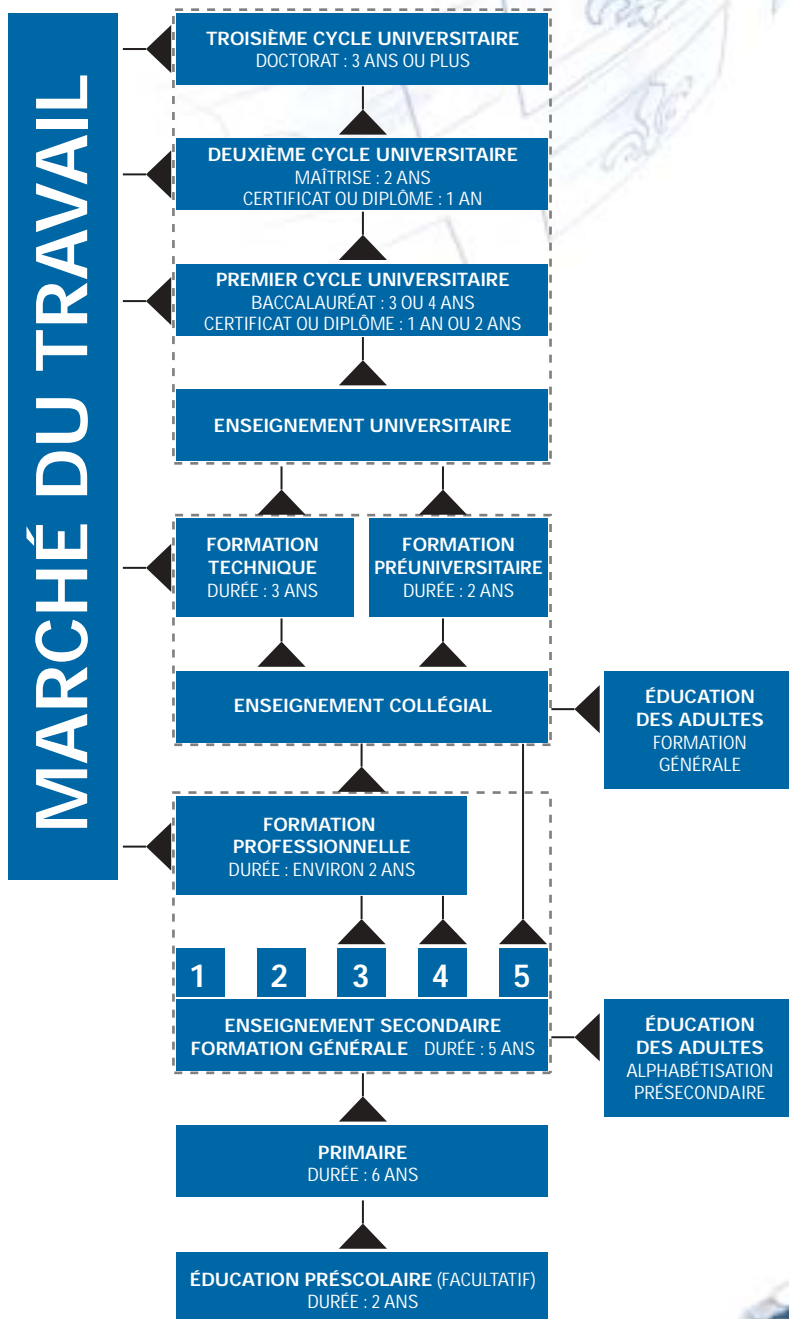 MARCHÉ DU TRAVAIL
TROISIÈME CYCLE UNIVERSITAIRE
DOCTORAT : 3 ANS OU PLUS
DEUXIÈME CYCLE UNIVERSITAIRE
MAÎTRISE : 2 ANS
CERTIFICAT OU DIPLÔME : 1 AN
PREMIER CYCLE UNIVERSITAIRE
BACCALAURÉAT : 3 OU 4 ANS
CERTIFICAT OU DIPLÔME : 1 AN OU 2 ANS
ENSEIGNEMENT UNIVERSITAIRE
FORMATION
TECHNIQUE
DURÉE : 3 ANS
FORMATION
PRÉUNIVERSITAIRE
DURÉE : 2 ANS
ENSEIGNEMENT COLLÉGIAL
ÉDUCATION
DES ADULTES
FORMATION
GÉNÉRALE
FORMATION
PROFESSIONNELLE
DURÉE : ENVIRON 2 ANS
1 2 3 4 5
ENSEIGNEMENT SECONDAIRE
FORMATION GÉNÉRALE DURÉE : 5 ANS
ÉDUCATION
DES ADULTES
ALPHABÉTISATION
PRÉSECONDAIRE
PRIMAIRE
DURÉE : 6 ANS
ÉDUCATION PRÉSCOLAIRE (FACULTATIF)
DURÉE : 2 ANS